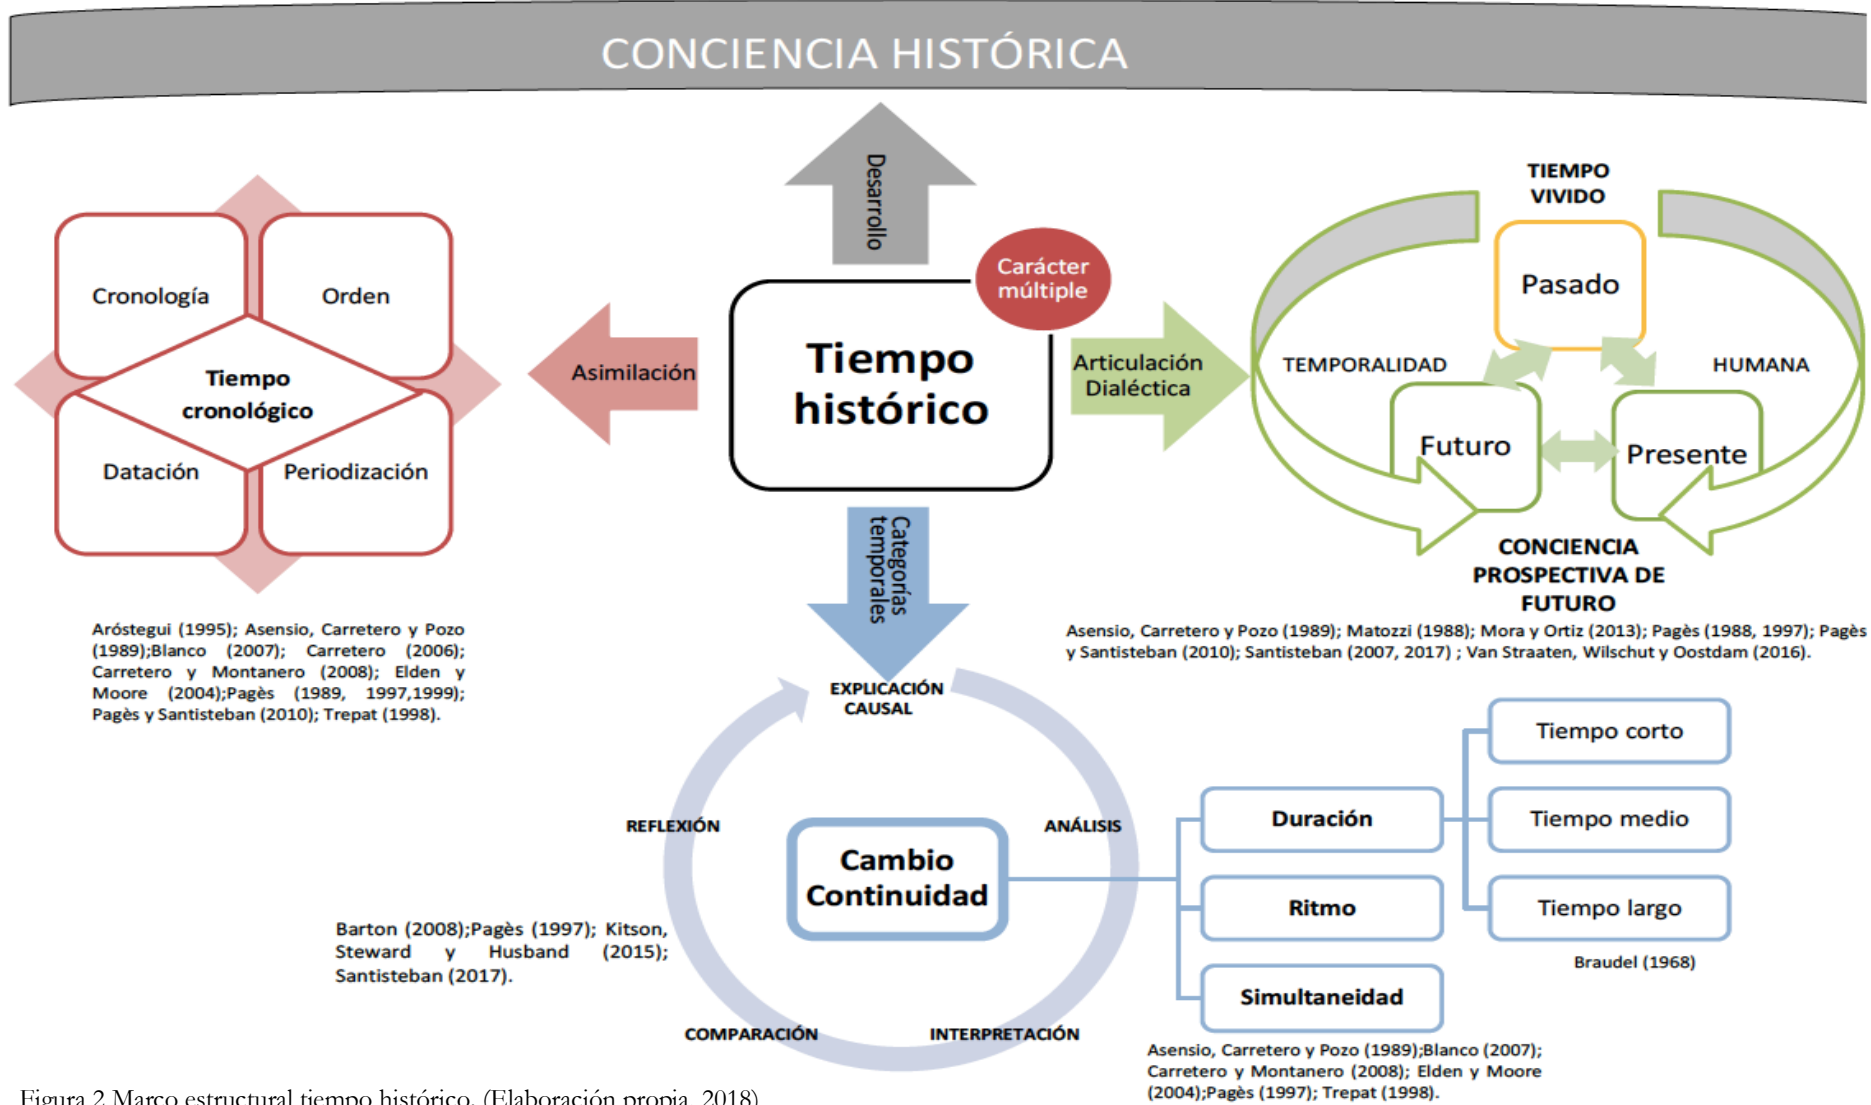 CONCIENCIA HISTÓRICA
Desarrollo
Carácter
múltiple
Tiempo
histórico
Asimilación
Cronología
Orden
Tiempo
cronológico
Datación
Periodización
Aróstegui (1995); Asensio, Carretero y Pozo
(1989);Blanco (2007); Carretero (2006);
Carretero y Montanero (2008); Elden y
Moore (2004);Pagès (1989, 1997,1999);
Pagès y Santisteban (2010); Trepat (1998).
Articulación
Dialéctica
TIEMPO
VIVIDO
Pasado
TEMPORALIDAD
HUMANA
Futuro
Presente
CONCIENCIA
PROSPECTIVA DE
FUTURO
Asensio, Carretero y Pozo (1989); Matozzi (1988); Mora y Ortiz (2013); Pagès (1988, 1997); Pagès
y Santisteban (2010); Santisteban (2007, 2017) ; Van Straaten, Wilschut y Oostdam (2016).
Categorías
temporales
EXPLICACIÓN
CAUSAL
REFLEXIÓN
ANÁLISIS
Cambio
Continuidad
COMPARACIÓN
INTERPRETACIÓN
Barton (2008);Pagès (1997); Kitson,
Steward y Husband (2015);
Santisteban (2017).
Duración
Ritmo
Simultaneidad
Tiempo corto
Tiempo medio
Tiempo largo
Braudel (1968)
Asensio, Carretero y Pozo (1989);Blanco (2007);
Carretero y Montanero (2008); Elden y Moore
(2004);Pagès (1997); Trepat (1998).
Figura 2 Marco estructural tiempo histórico. (Elaboración propia, 2018)